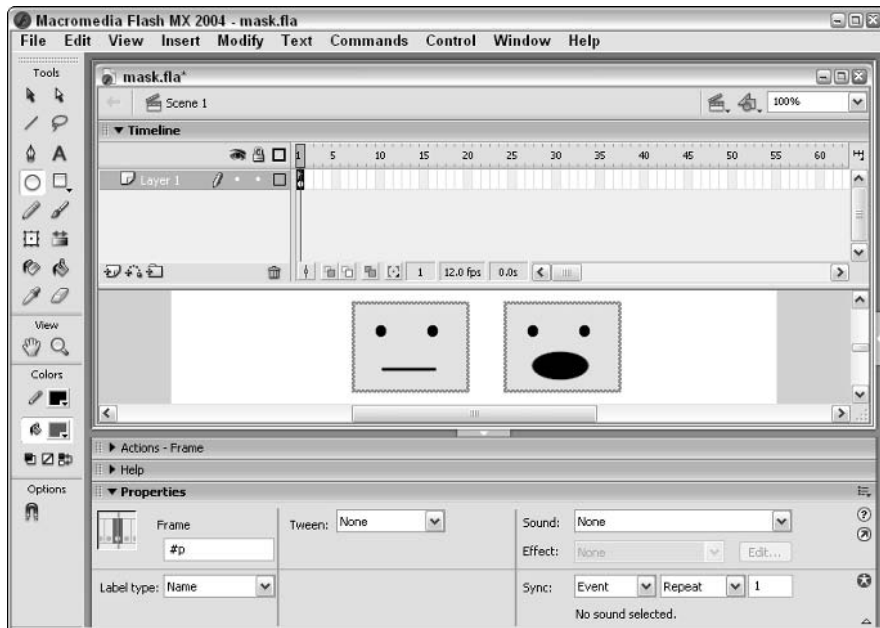 Macromedia Flash MX 2004 - mask.fla
File Edit View Insert Modify Text Commands Control Window Help
Tools
mask.fla*
Scene 1
100%
Timeline
1 5 10 15 20 25 30 35 40 45 50 55 60
Layer 1
1 12.0 fps 0.0s
View
Colors
Options
Actions - Frame
Help
Properties
Frame
#p
Tween: None
Sound: None
Effect: None Edit...
Label type: Name
Sync: Event Repeat 1
No sound selected.